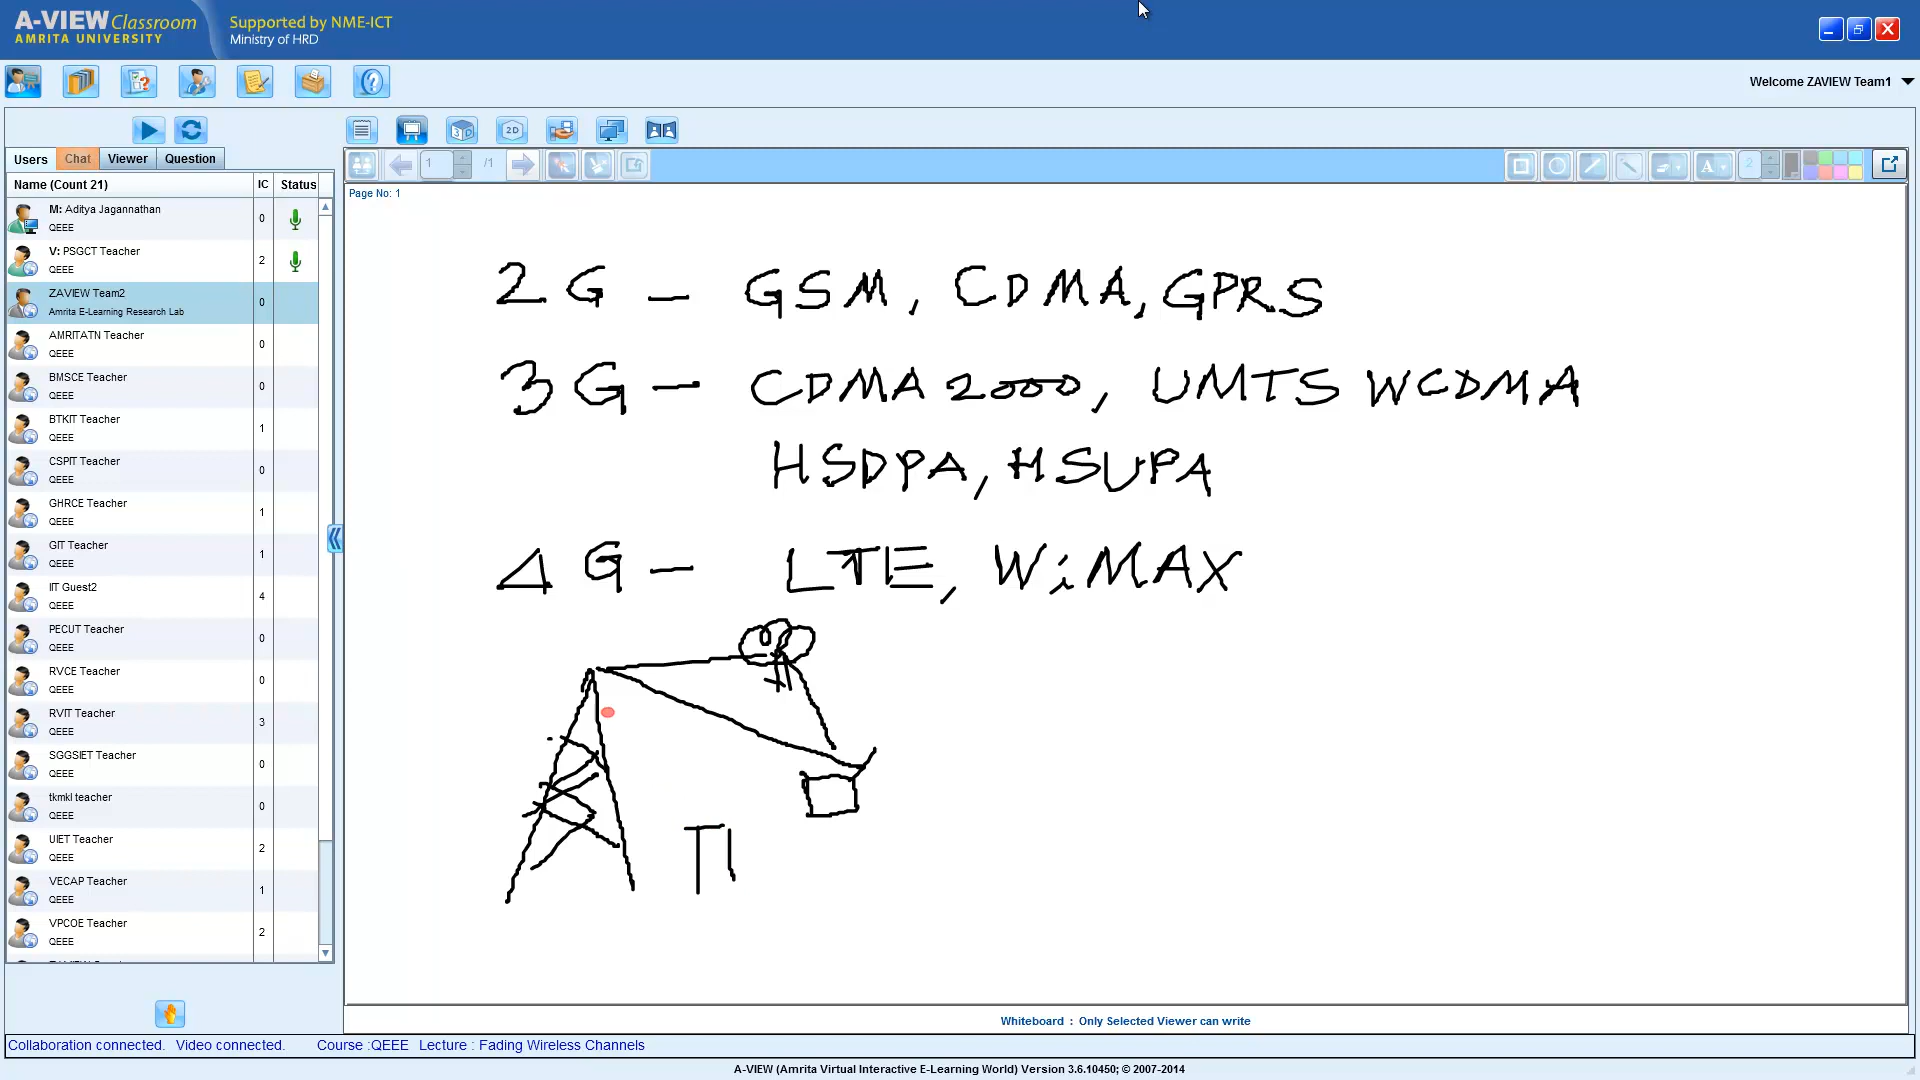 A-VIEW Classroom
AMRITA UNIVERSITY
Supported by NME-ICT
Ministry of HRD
Welcome ZAVIEW Team1
Users Chat Viewer Question
Name (Count 21) IC Status
M: Aditya Jagannathan
QEEE
0
V: PSGCT Teacher
QEEE
2
ZAVIEW Team2
Amrita E-Learning Research Lab
0
AMRITATN Teacher
QEEE
0
BMSCE Teacher
QEEE
0
BTKIT Teacher
QEEE
1
CSPIT Teacher
QEEE
0
GHRCE Teacher
QEEE
1
GIT Teacher
QEEE
1
IIT Guest2
QEEE
4
PECUT Teacher
QEEE
0
RVCE Teacher
QEEE
0
RVIT Teacher
QEEE
3
SGGSIET Teacher
QEEE
0
tkmkl teacher
QEEE
0
UIET Teacher
QEEE
2
VECAP Teacher
QEEE
1
VPCOE Teacher
QEEE
2
3D 2D
1 /1 A 2
Page No: 1
2G - GSM, CDMA, GPRS
3G - CDMA 2000, UMTS WCDMA
HSDPA, HSUPA
4G - LTE, WiMAX
Whiteboard : Only Selected Viewer can write
Collaboration connected. Video connected. Course :QEEE Lecture : Fading Wireless Channels
A-VIEW (Amrita Virtual Interactive E-Learning World) Version 3.6.10450; © 2007-2014